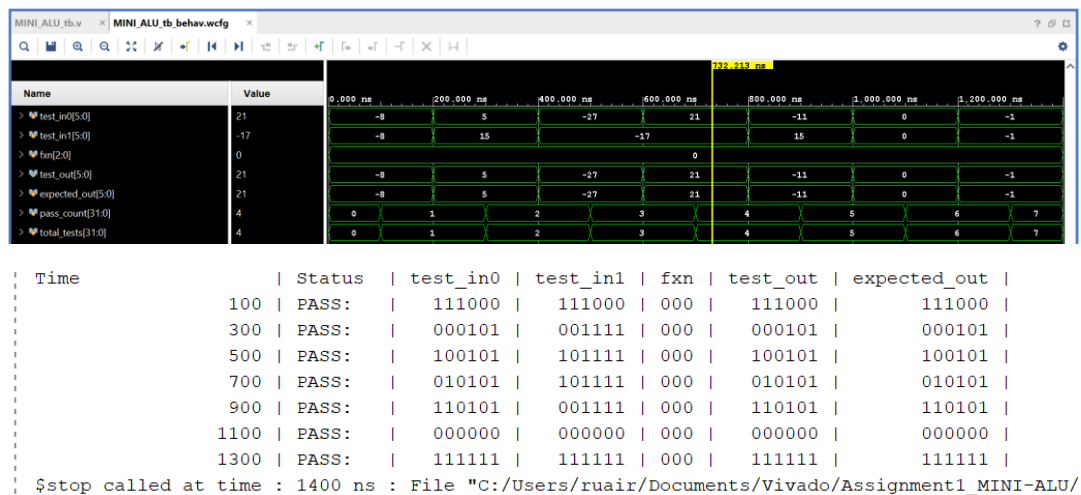 MINI_ALU_tb.v × MINI_ALU_tb_behav.wcfg × ?
732.213 ns
Name Value 0.000 ns 200.000 ns 400.000 ns 600.000 ns 800.000 ns 1,000.000 ns 1,200.000 ns
test_in0[5:0] 21 -8 5 -27 21 -11 0 -1
test_in1[5:0] -17 -8 15 -17 15 0 -1
fxn[2:0] 0 0
test_out[5:0] 21 -8 5 -27 21 -11 0 -1
expected_out[5:0] 21 -8 5 -27 21 -11 0 -1
pass_count[31:0] 4 0 1 2 3 4 5 6 7
total_tests[31:0] 4 0 1 2 3 4 5 6 7
Time | Status | test_in0 | test_in1 | fxn | test_out | expected_out |
100 | PASS: | 111000 | 111000 | 000 | 111000 | 111000 |
300 | PASS: | 000101 | 001111 | 000 | 000101 | 000101 |
500 | PASS: | 100101 | 101111 | 000 | 100101 | 100101 |
700 | PASS: | 010101 | 101111 | 000 | 010101 | 010101 |
900 | PASS: | 110101 | 001111 | 000 | 110101 | 110101 |
1100 | PASS: | 000000 | 000000 | 000 | 000000 | 000000 |
1300 | PASS: | 111111 | 111111 | 000 | 111111 | 111111 |
$stop called at time : 1400 ns : File "C:/Users/ruair/Documents/Vivado/Assignment1_MINI-ALU/